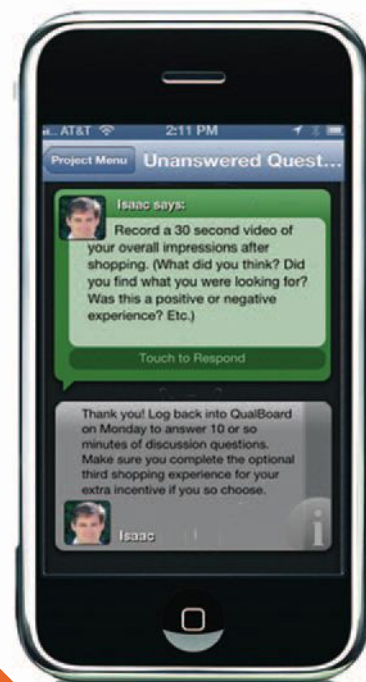 AT&T 2:11 PM
Project Menu Unanswered Quest...
Isaac says:
Record a 30 second video of
your overall impressions after
shopping. (What did you think? Did
you find what you were looking for?
Was this a positive or negative
experience? Etc.)
Touch to Respond
Thank you! Log back into QualBoard
on Monday to answer 10 or so
minutes of discussion questions.
Make sure you complete the optional
third shopping experience for your
extra incentive if you so choose.
Isaac
i